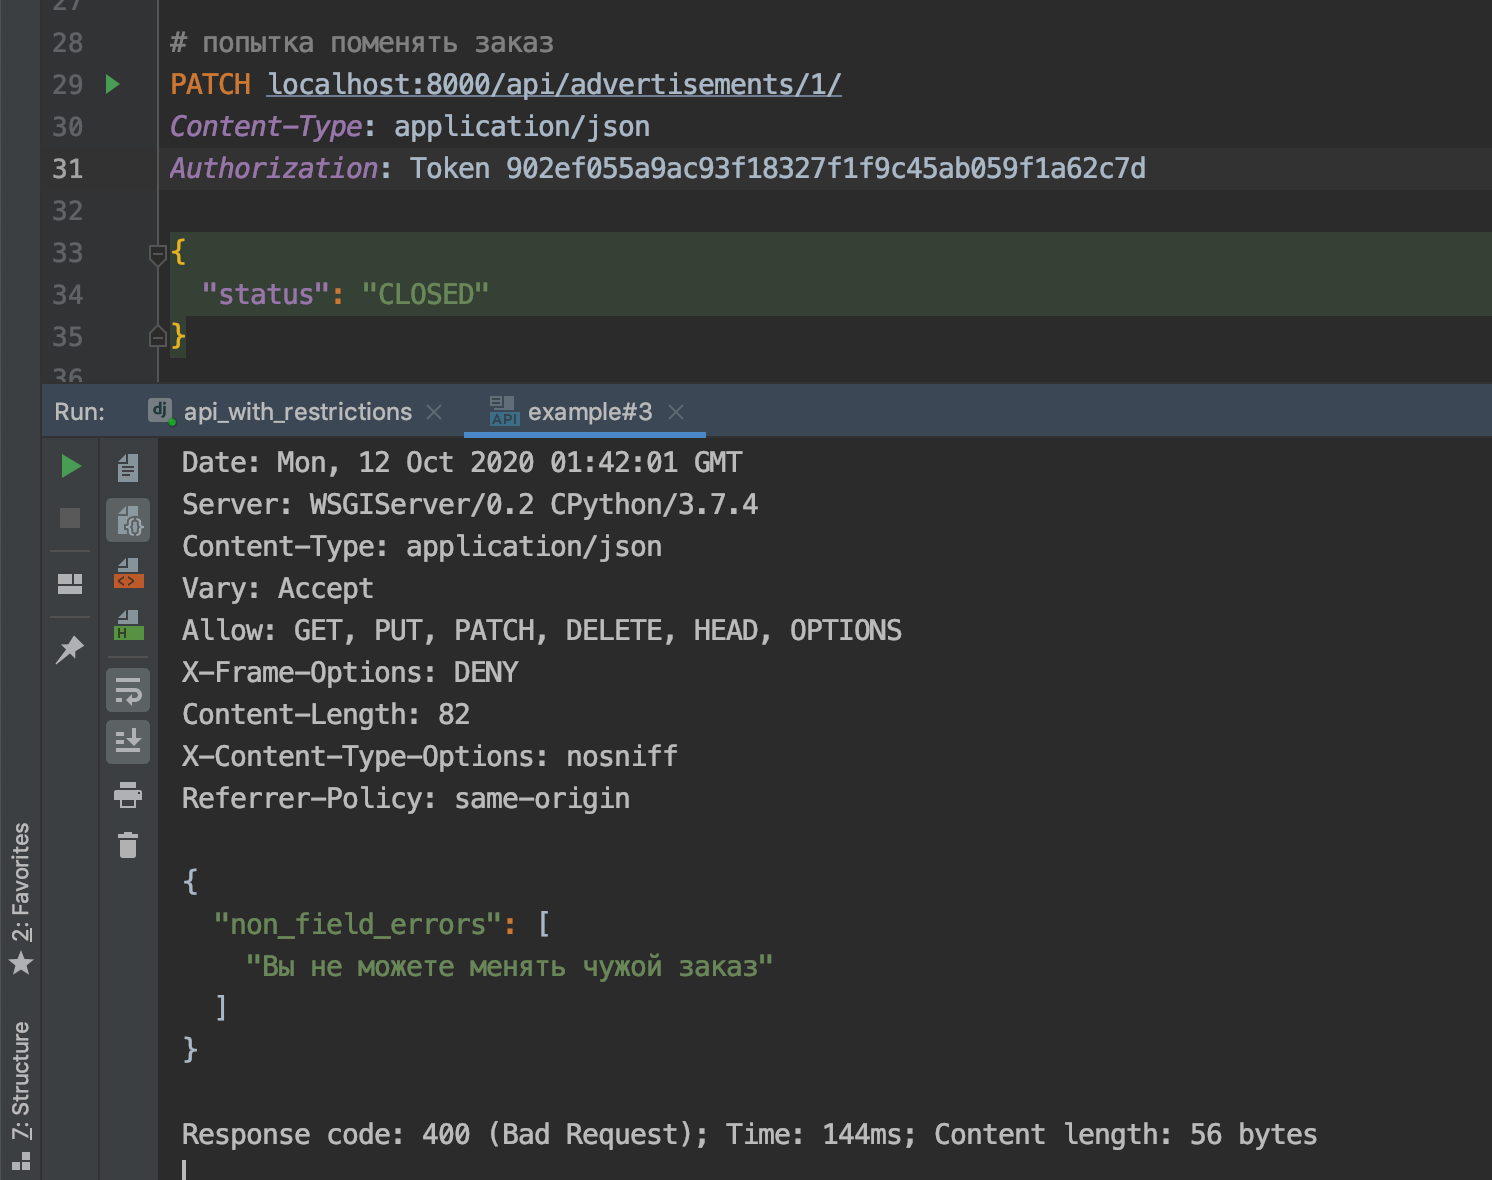 27
28 # попытка поменять заказ
29 PATCH localhost:8000/api/advertisements/1/
30 Content-Type: application/json
31 Authorization: Token 902ef055a9ac93f18327f1f9c45ab059f1a62c7d
32
33 {
34 "status": "CLOSED"
35 }
36
Run: dj api_with_restrictions API example#3
Date: Mon, 12 Oct 2020 01:42:01 GMT
Server: WSGIServer/0.2 CPython/3.7.4
Content-Type: application/json
Vary: Accept
Allow: GET, PUT, PATCH, DELETE, HEAD, OPTIONS
X-Frame-Options: DENY
Content-Length: 82
X-Content-Type-Options: nosniff
Referrer-Policy: same-origin
{
"non_field_errors": [
"Вы не можете менять чужой заказ"
]
}
Response code: 400 (Bad Request); Time: 144ms; Content length: 56 bytes
2: Favorites
7: Structure